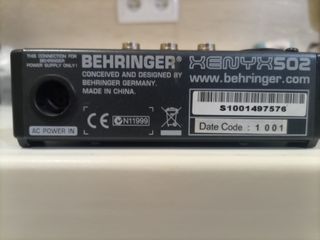 THIS CONNECTION FOR
BEHRINGER
POWER SUPPLY ONLY!
BEHRINGER®
XENYX502
CONCEIVED AND DESIGNED BY
BEHRINGER GERMANY.
MADE IN CHINA.
www.behringer.com
S1001497576
Date Code : 1001
CE
N11999
AC POWER IN